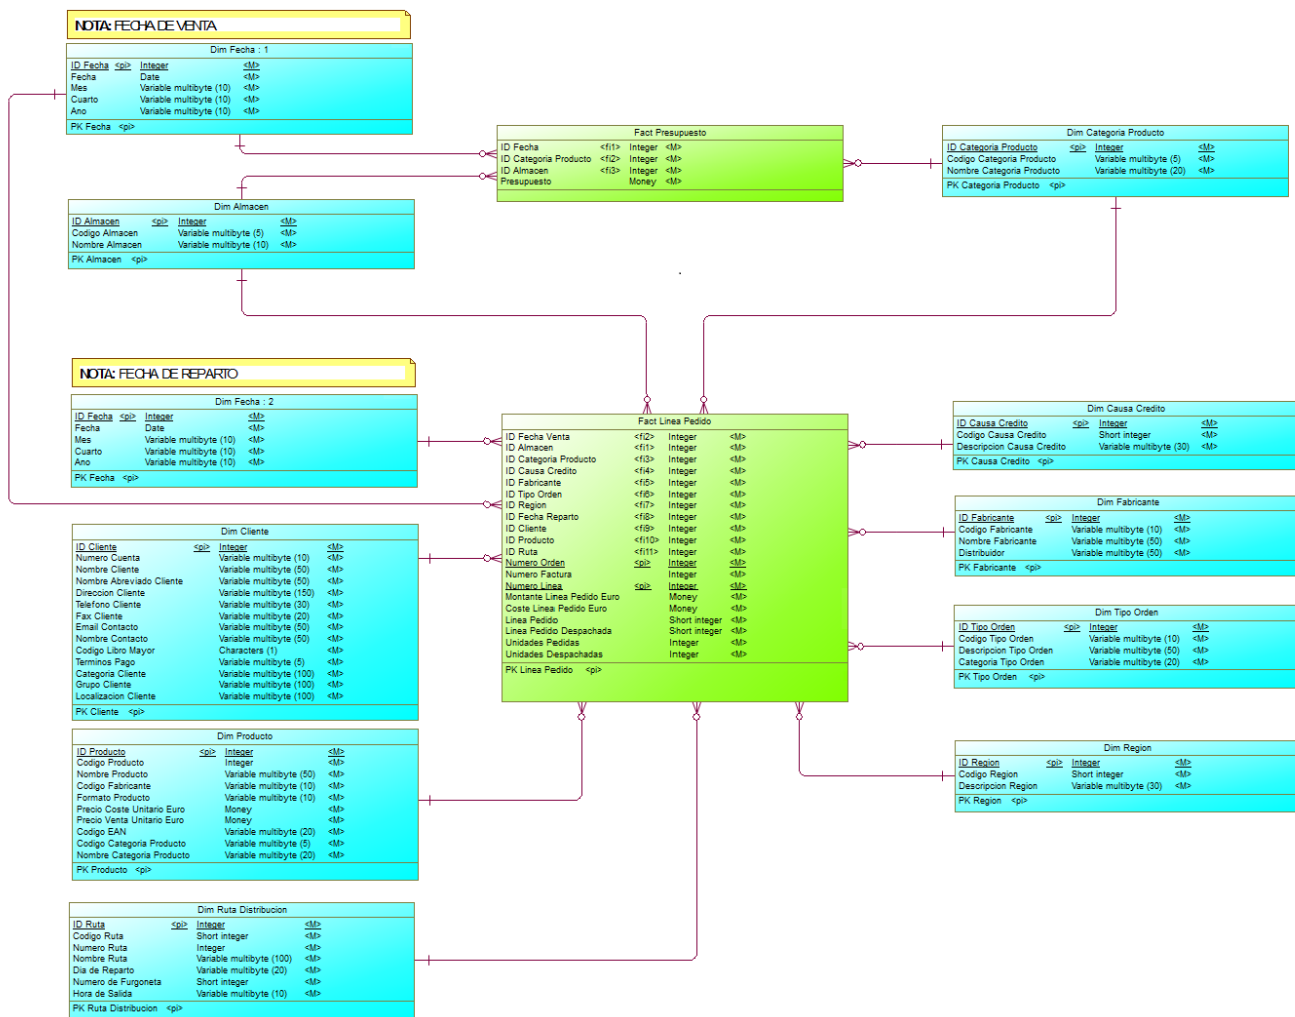 NOTA: FECHA DE VENTA
Dim Fecha : 1
ID Fecha <pi> Integer <M>
Fecha Date <M>
Mes Variable multibyte (10) <M>
Cuarto Variable multibyte (10) <M>
Ano Variable multibyte (10) <M>
PK Fecha <pi>
Fact Presupuesto
ID Fecha <fi1> Integer <M>
ID Categoria Producto <fi2> Integer <M>
ID Almacen <fi3> Integer <M>
Presupuesto Money <M>
Dim Categoria Producto
ID Categoria Producto <pi> Integer <M>
Codigo Categoria Producto Variable multibyte (5) <M>
Nombre Categoria Producto Variable multibyte (20) <M>
PK Categoria Producto <pi>
Dim Almacen
ID Almacen <pi> Integer <M>
Codigo Almacen Variable multibyte (5) <M>
Nombre Almacen Variable multibyte (10) <M>
PK Almacen <pi>
NOTA: FECHA DE REPARTO
Dim Fecha : 2
ID Fecha <pi> Integer <M>
Fecha Date <M>
Mes Variable multibyte (10) <M>
Cuarto Variable multibyte (10) <M>
Ano Variable multibyte (10) <M>
PK Fecha <pi>
Fact Linea Pedido
ID Fecha Venta <fi2> Integer <M>
ID Almacen <fi1> Integer <M>
ID Categoria Producto <fi3> Integer <M>
ID Causa Credito <fi4> Integer <M>
ID Fabricante <fi5> Integer <M>
ID Tipo Orden <fi6> Integer <M>
ID Region <fi7> Integer <M>
ID Fecha Reparto <fi8> Integer <M>
ID Cliente <fi9> Integer <M>
ID Producto <fi10> Integer <M>
ID Ruta <fi11> Integer <M>
Numero Orden <pi> Integer <M>
Numero Factura Integer <M>
Numero Linea <pi> Integer <M>
Montante Linea Pedido Euro Money <M>
Coste Linea Pedido Euro Money <M>
Linea Pedido Short integer <M>
Linea Pedido Despachada Short integer <M>
Unidades Pedidas Integer <M>
Unidades Despachadas Integer <M>
PK Linea Pedido <pi>
Dim Causa Credito
ID Causa Credito <pi> Integer <M>
Codigo Causa Credito Short integer <M>
Descripcion Causa Credito Variable multibyte (30) <M>
PK Causa Credito <pi>
Dim Fabricante
ID Fabricante <pi> Integer <M>
Codigo Fabricante Variable multibyte (10) <M>
Nombre Fabricante Variable multibyte (50) <M>
Distribuidor Variable multibyte (50) <M>
PK Fabricante <pi>
Dim Tipo Orden
ID Tipo Orden <pi> Integer <M>
Codigo Tipo Orden Variable multibyte (10) <M>
Descripcion Tipo Orden Variable multibyte (50) <M>
Categoria Tipo Orden Variable multibyte (20) <M>
PK Tipo Orden <pi>
Dim Region
ID Region <pi> Integer <M>
Codigo Region Short integer <M>
Descripcion Region Variable multibyte (30) <M>
PK Region <pi>
Dim Cliente
ID Cliente <pi> Integer <M>
Numero Cuenta Variable multibyte (10) <M>
Nombre Cliente Variable multibyte (50) <M>
Nombre Abreviado Cliente Variable multibyte (50) <M>
Direccion Cliente Variable multibyte (150) <M>
Telefono Cliente Variable multibyte (30) <M>
Fax Cliente Variable multibyte (20) <M>
Email Contacto Variable multibyte (50) <M>
Nombre Contacto Variable multibyte (50) <M>
Codigo Libro Mayor Characters (1) <M>
Terminos Pago Variable multibyte (5) <M>
Categoria Cliente Variable multibyte (100) <M>
Grupo Cliente Variable multibyte (100) <M>
Localizacion Cliente Variable multibyte (100) <M>
PK Cliente <pi>
Dim Producto
ID Producto <pi> Integer <M>
Codigo Producto Integer <M>
Nombre Producto Variable multibyte (50) <M>
Codigo Fabricante Variable multibyte (10) <M>
Formato Producto Variable multibyte (10) <M>
Precio Coste Unitario Euro Money <M>
Precio Venta Unitario Euro Money <M>
Codigo EAN Variable multibyte (20) <M>
Codigo Categoria Producto Variable multibyte (5) <M>
Nombre Categoria Producto Variable multibyte (20) <M>
PK Producto <pi>
Dim Ruta Distribucion
ID Ruta <pi> Integer <M>
Codigo Ruta Short integer <M>
Numero Ruta Integer <M>
Nombre Ruta Variable multibyte (100) <M>
Dia de Reparto Variable multibyte (20) <M>
Numero de Furgoneta Short integer <M>
Hora de Salida Variable multibyte (10) <M>
PK Ruta Distribucion <pi>